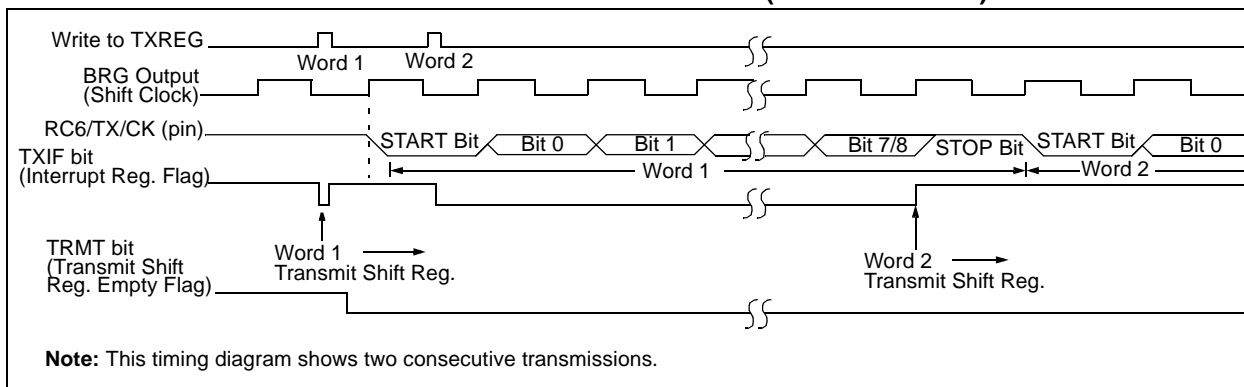 Write to TXREG
Word 1
Word 2
BRG Output
(Shift Clock)
RC6/TX/CK (pin)
START Bit
Bit 0
Bit 1
Bit 7/8
STOP Bit
START Bit
Bit 0
TXIF bit
(Interrupt Reg. Flag)
Word 1
Word 2
TRMT bit
(Transmit Shift
Reg. Empty Flag)
Word 1
Transmit Shift Reg.
Word 2
Transmit Shift Reg.
Note: This timing diagram shows two consecutive transmissions.